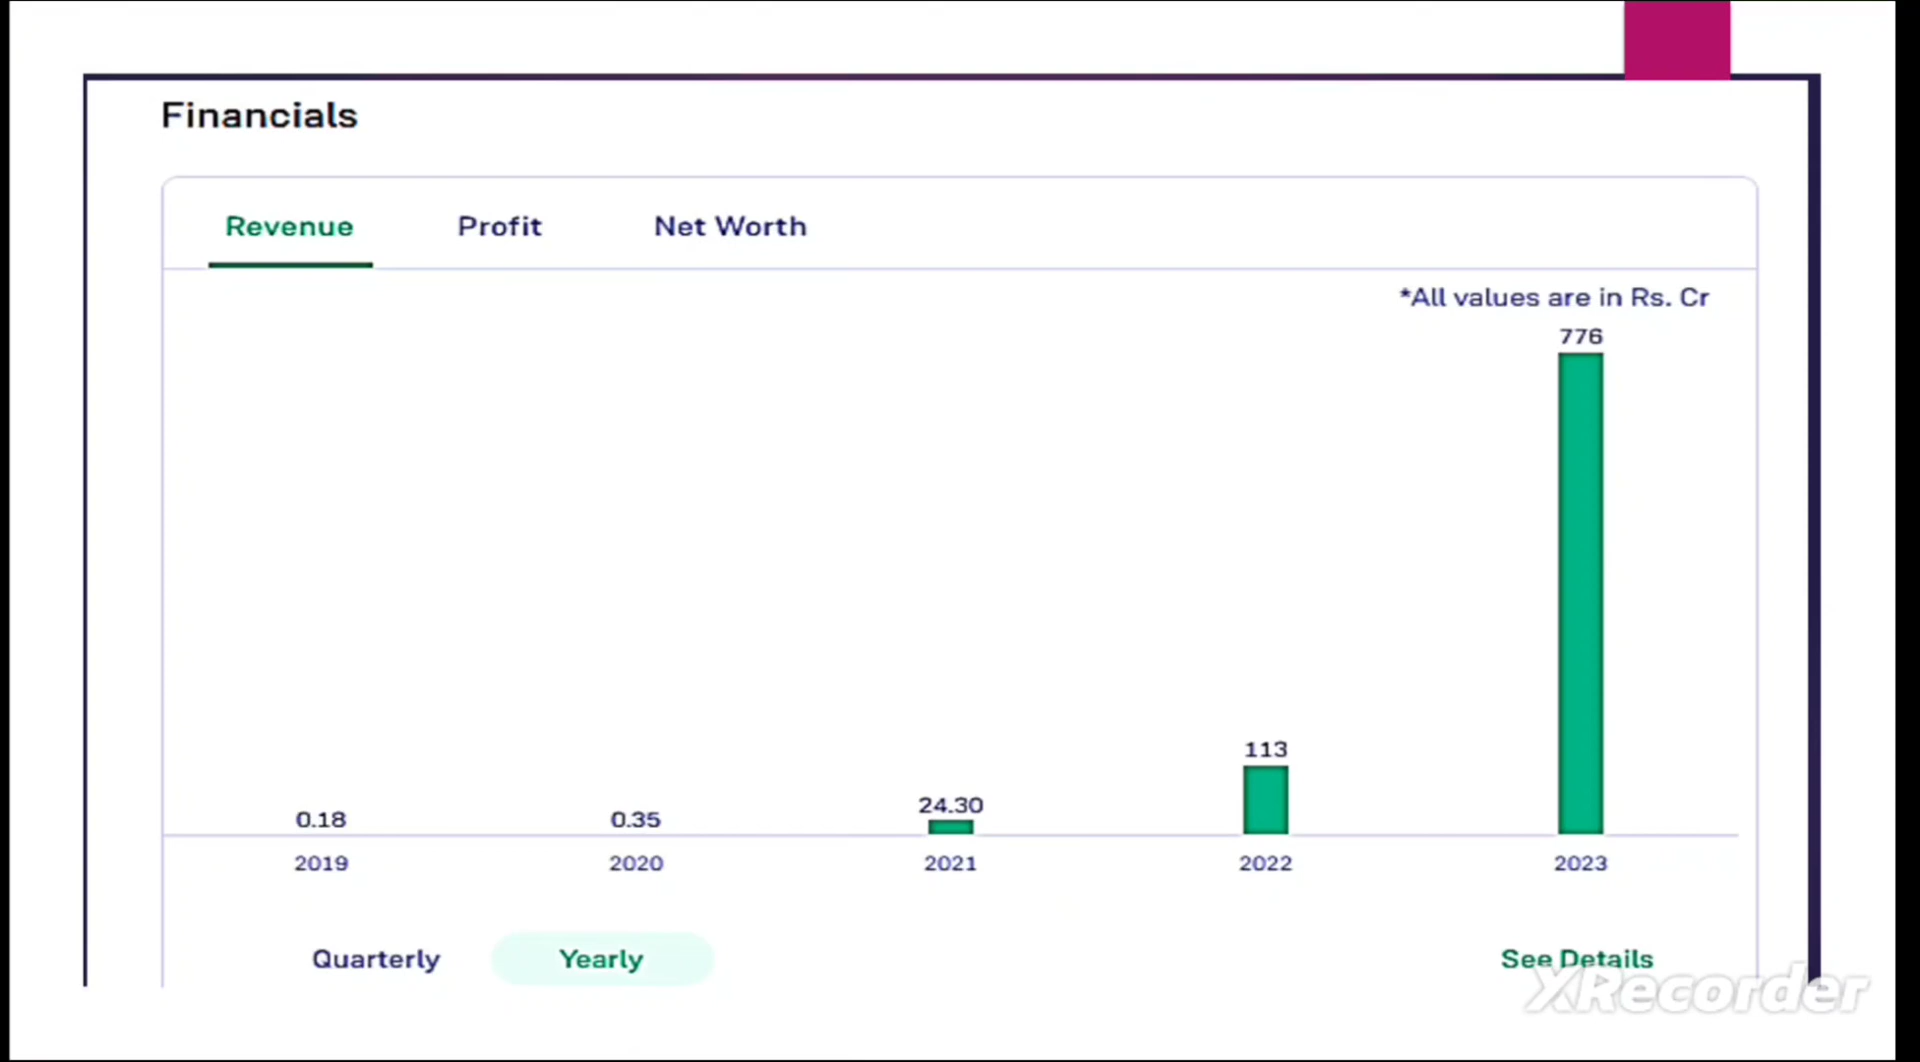 Financials
Revenue Profit Net Worth
*All values are in Rs. Cr
776
113
24.30
0.18 0.35
2019 2020 2021 2022 2023
Quarterly Yearly See Details
XRecorder